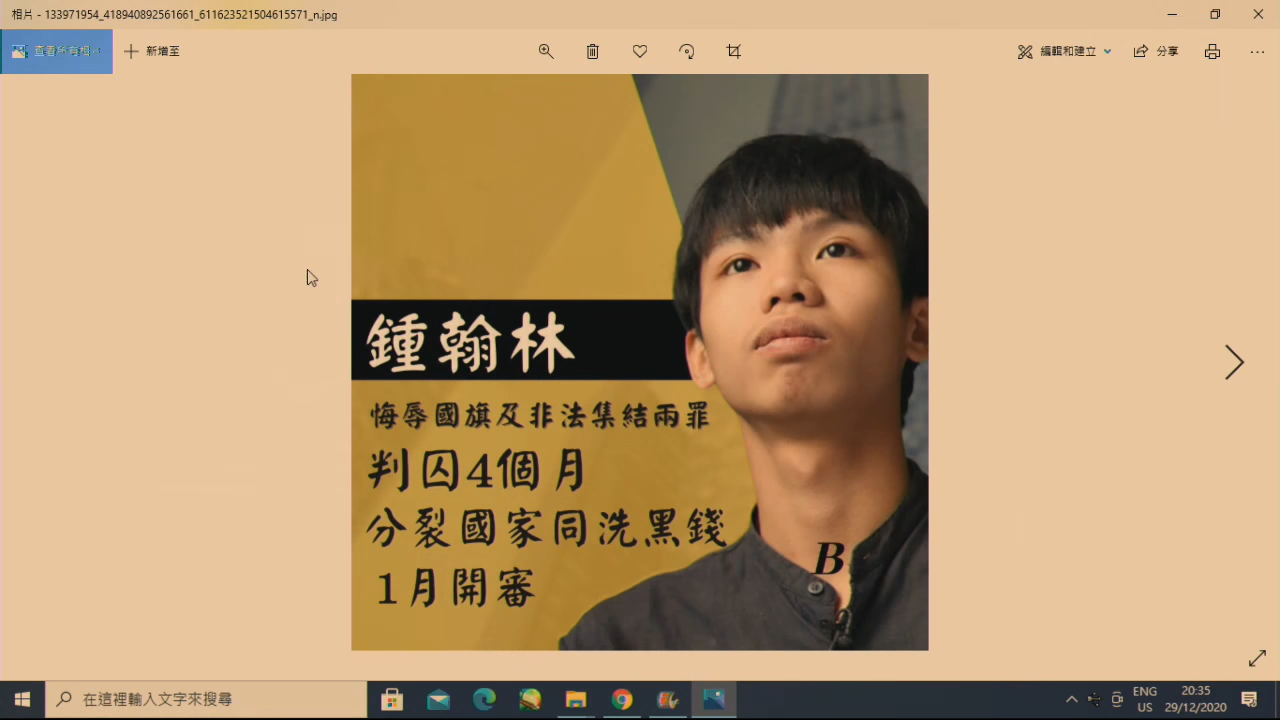 相片 - 133971954_418940892561661_611623521504615571_n.jpg
查看所有相片
新增至
編輯和建立
分享
鍾翰林
悔辱國旗及非法集結兩罪
判囚4個月
分裂國家同洗黑錢
1月開審
B
在這裡輸入文字來搜尋
ENG
US
20:35
29/12/2020